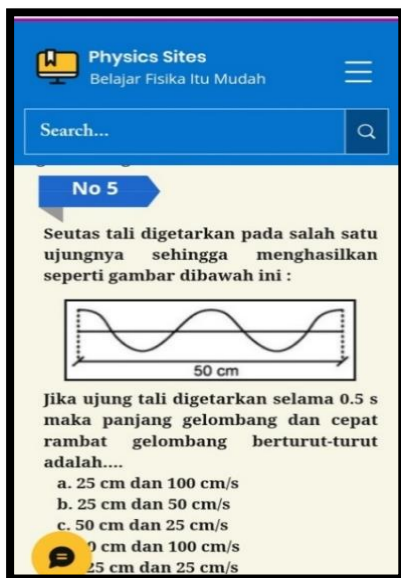 Physics Sites
Belajar Fisika Itu Mudah
Search...
No 5
Seutas tali digetarkan pada salah satu
ujungnya sehingga menghasilkan
seperti gambar dibawah ini :
50 cm
Jika ujung tali digetarkan selama 0.5 s
maka panjang gelombang dan cepat
rambat gelombang berturut-turut
adalah....
a. 25 cm dan 100 cm/s
b. 25 cm dan 50 cm/s
c. 50 cm dan 25 cm/s
0 cm dan 100 cm/s
25 cm dan 25 cm/s